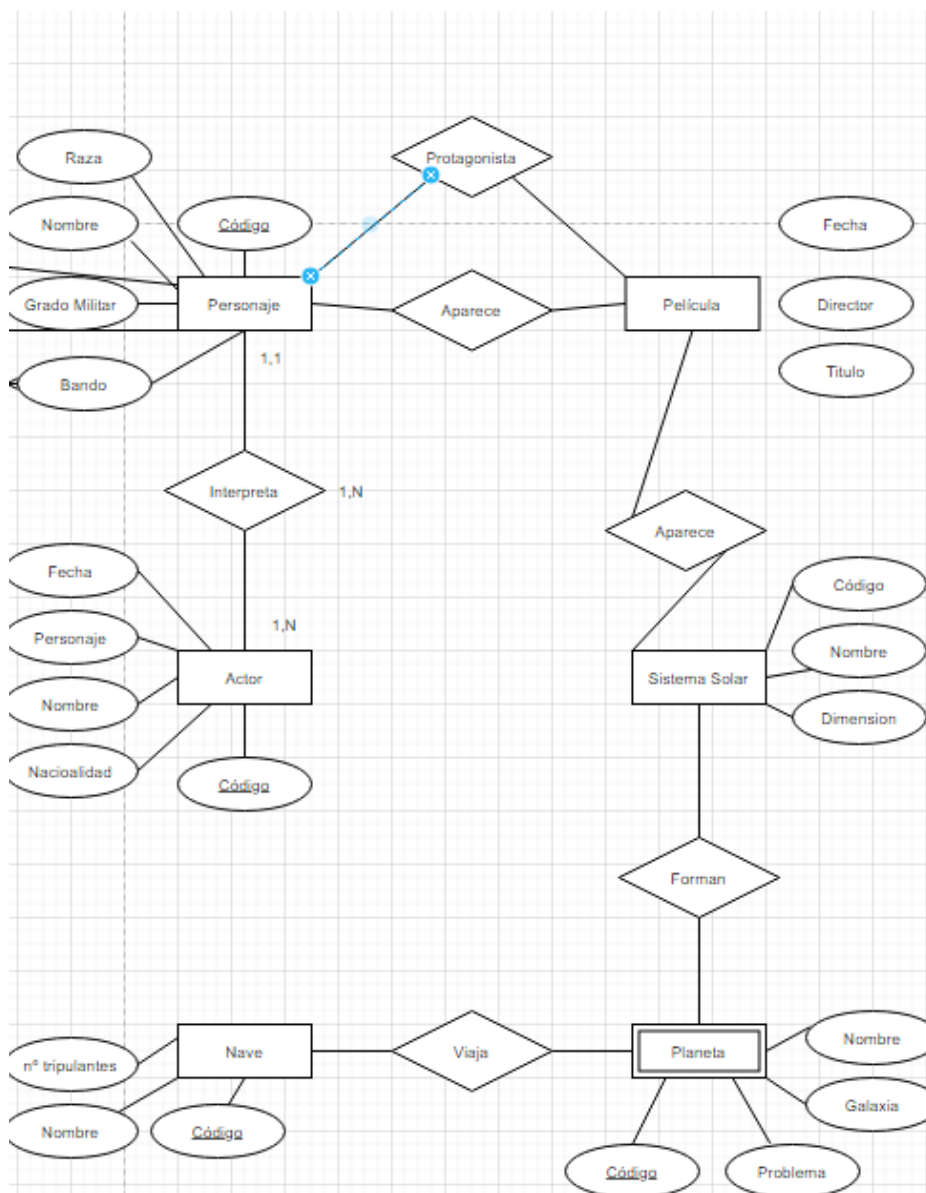 Protagonista
Raza
Nombre
Código
Fecha
Grado Militar
Personaje
Aparece
Película
Director
1,1
Bando
Titulo
Interpreta
1,N
Aparece
Fecha
Código
1,N
Personaje
Nombre
Actor
Sistema Solar
Nombre
Dimension
Nacioalidad
Código
Forman
Nave
Viaja
Planeta
Nombre
nº tripulantes
Galaxia
Nombre
Código
Código
Problema